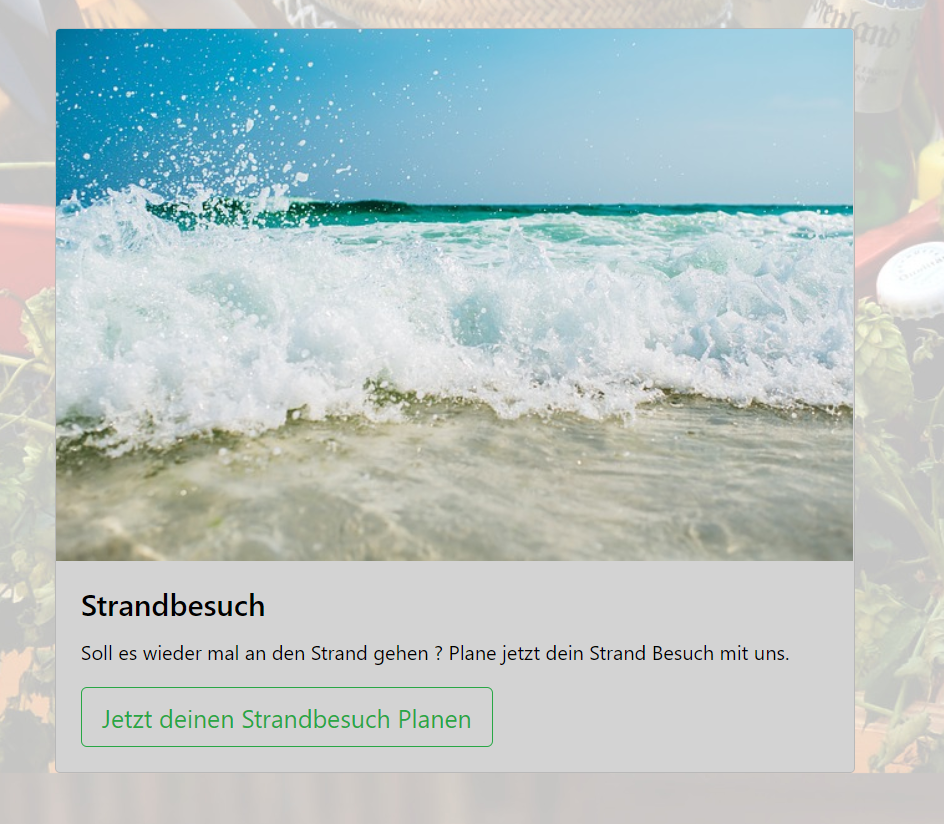 Strandbesuch
Soll es wieder mal an den Strand gehen ? Plane jetzt dein Strand Besuch mit uns.
Jetzt deinen Strandbesuch Planen